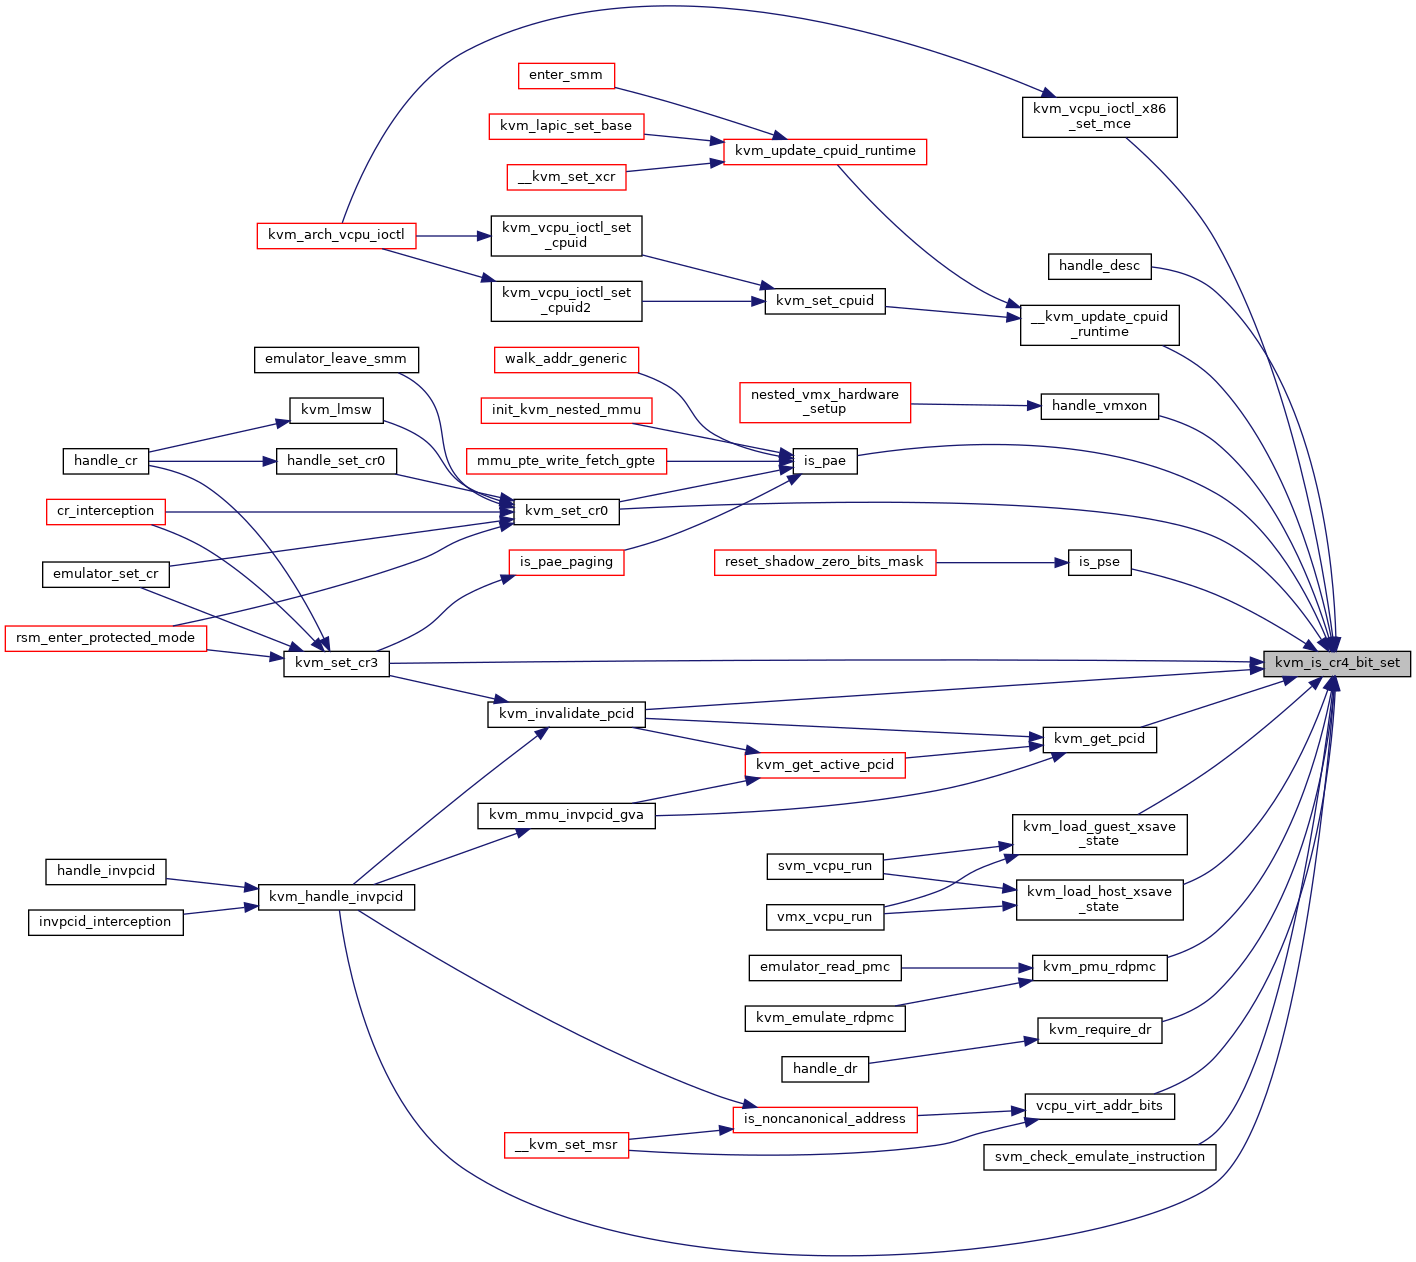 enter_smm
kvm_vcpu_ioctl_x86
_set_mce
kvm_lapic_set_base
kvm_update_cpuid_runtime
__kvm_set_xcr
kvm_arch_vcpu_ioctl
kvm_vcpu_ioctl_set
_cpuid
handle_desc
kvm_vcpu_ioctl_set
_cpuid2
kvm_set_cpuid
__kvm_update_cpuid
_runtime
emulator_leave_smm
walk_addr_generic
kvm_lmsw
init_kvm_nested_mmu
nested_vmx_hardware
_setup
handle_vmxon
handle_cr
handle_set_cr0
mmu_pte_write_fetch_gpte
is_pae
cr_interception
kvm_set_cr0
emulator_set_cr
is_pae_paging
reset_shadow_zero_bits_mask
is_pse
rsm_enter_protected_mode
kvm_set_cr3
kvm_is_cr4_bit_set
kvm_invalidate_pcid
kvm_get_pcid
kvm_get_active_pcid
kvm_mmu_invpcid_gva
kvm_load_guest_xsave
_state
handle_invpcid
svm_vcpu_run
kvm_handle_invpcid
kvm_load_host_xsave
_state
invpcid_interception
vmx_vcpu_run
emulator_read_pmc
kvm_pmu_rdpmc
kvm_emulate_rdpmc
kvm_require_dr
handle_dr
vcpu_virt_addr_bits
is_noncanonical_address
__kvm_set_msr
svm_check_emulate_instruction